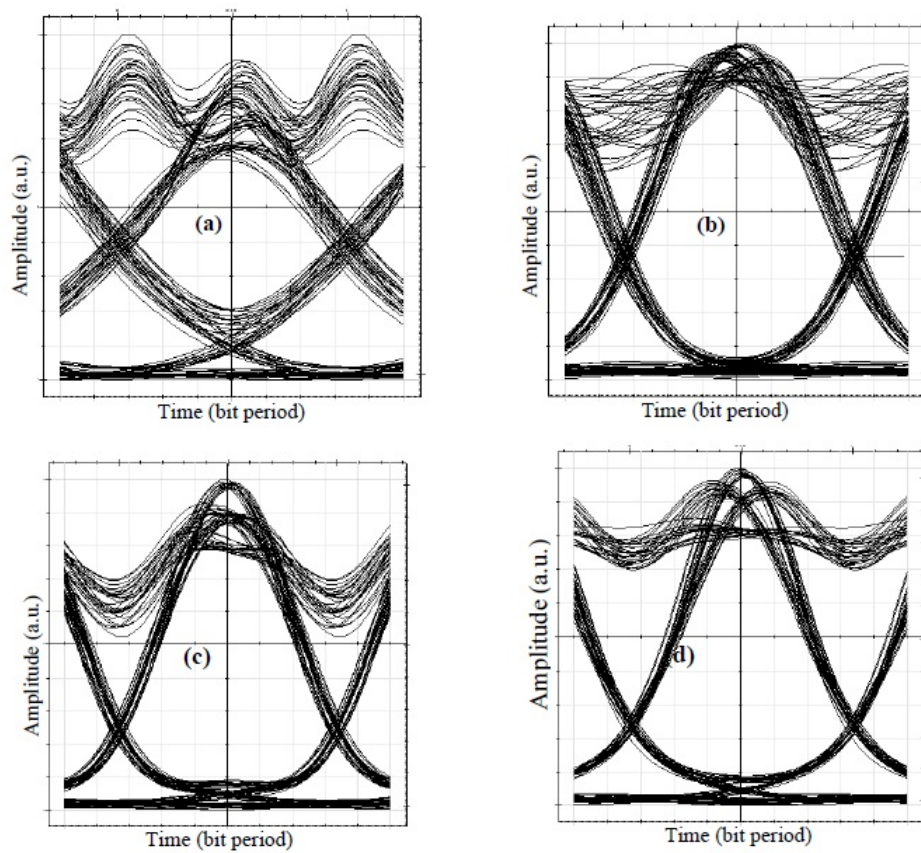 Amplitude (a.u.)
(a)
Time (bit period)
Amplitude (a.u.)
(b)
Time (bit period)
Amplitude (a.u.)
(c)
Time (bit period)
Amplitude (a.u.)
d)
Time (bit period)